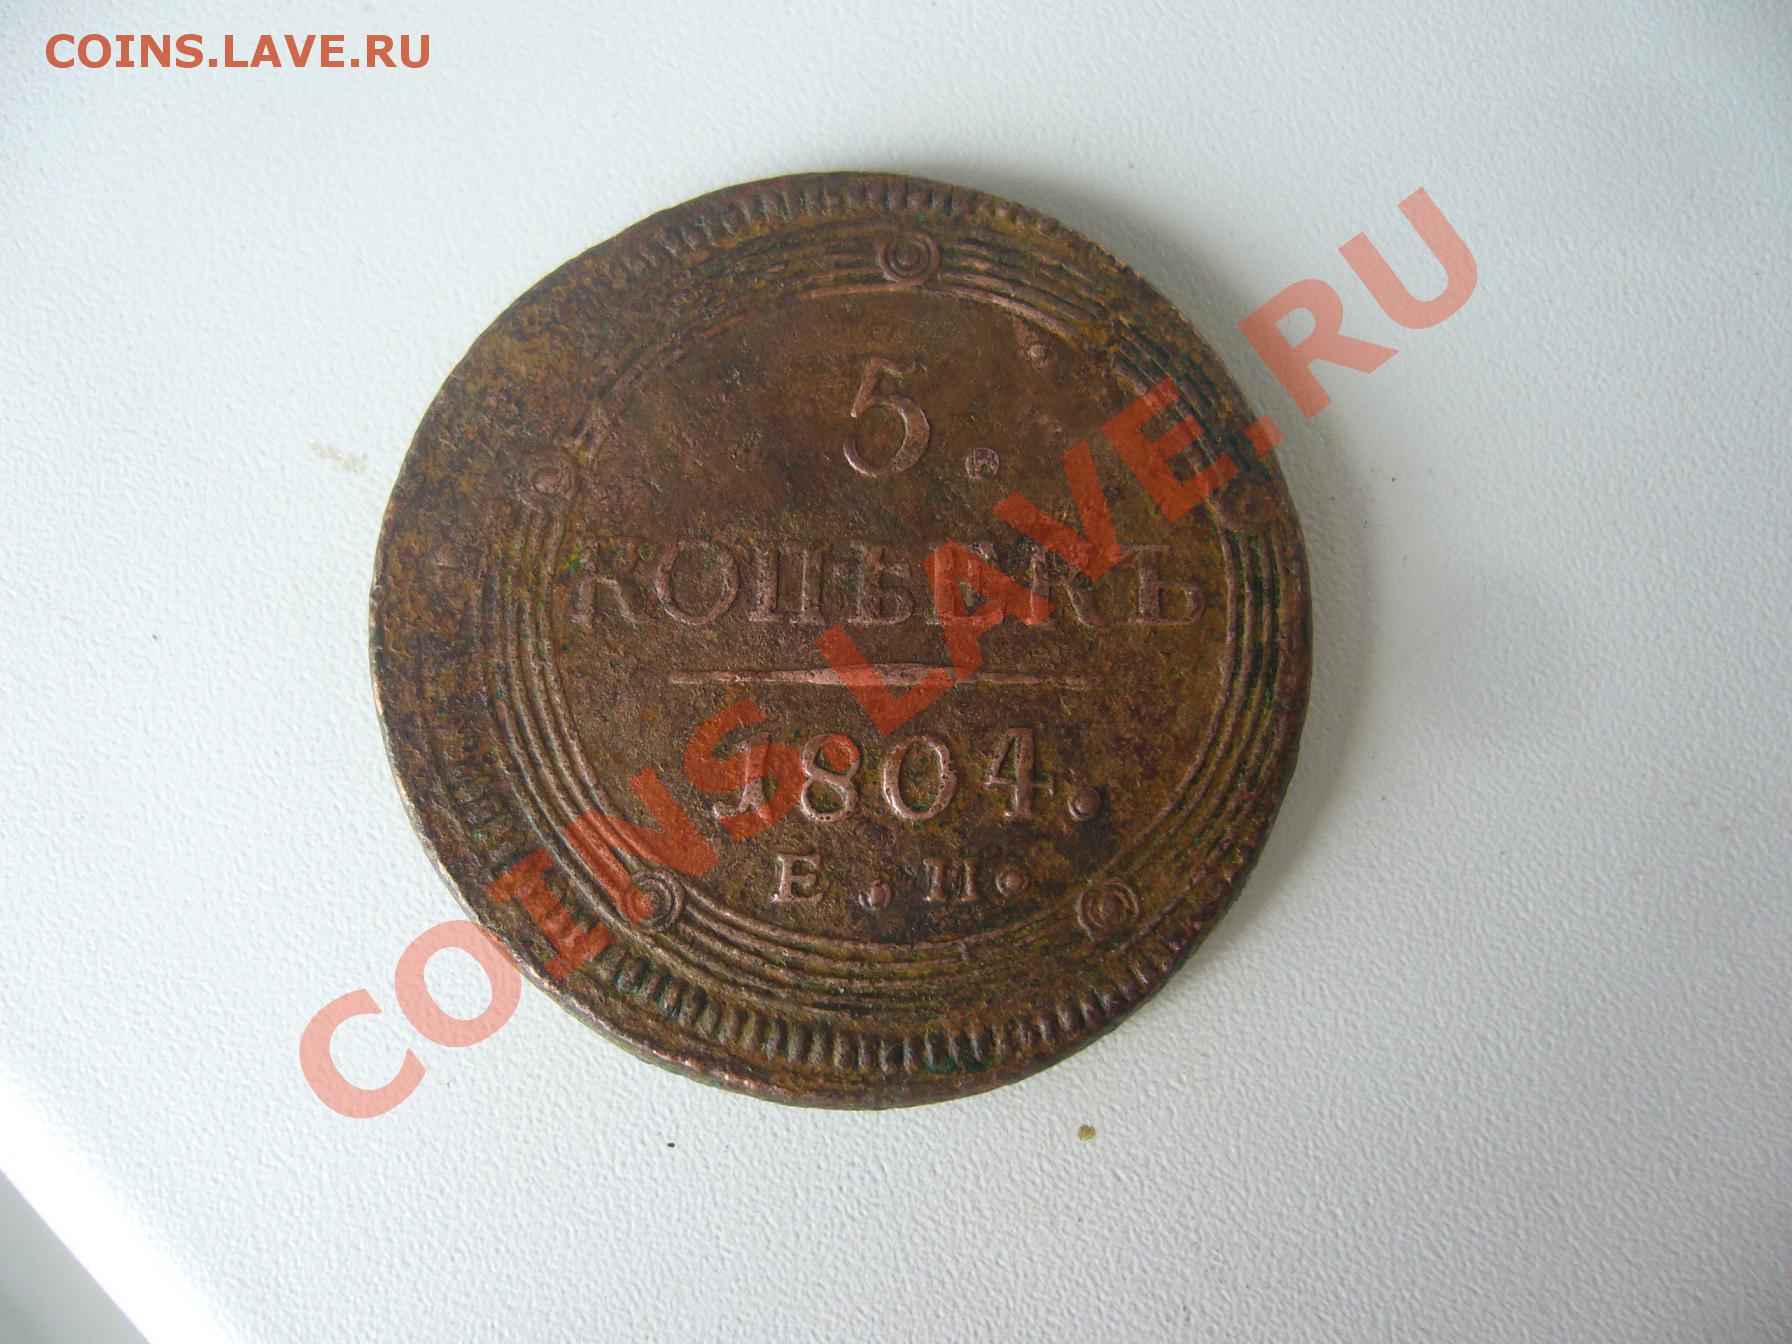 COINS.LAVE.RU
5.
КОПѢЕКЪ
1804.
Е . П.
COINS.LAVE.RU